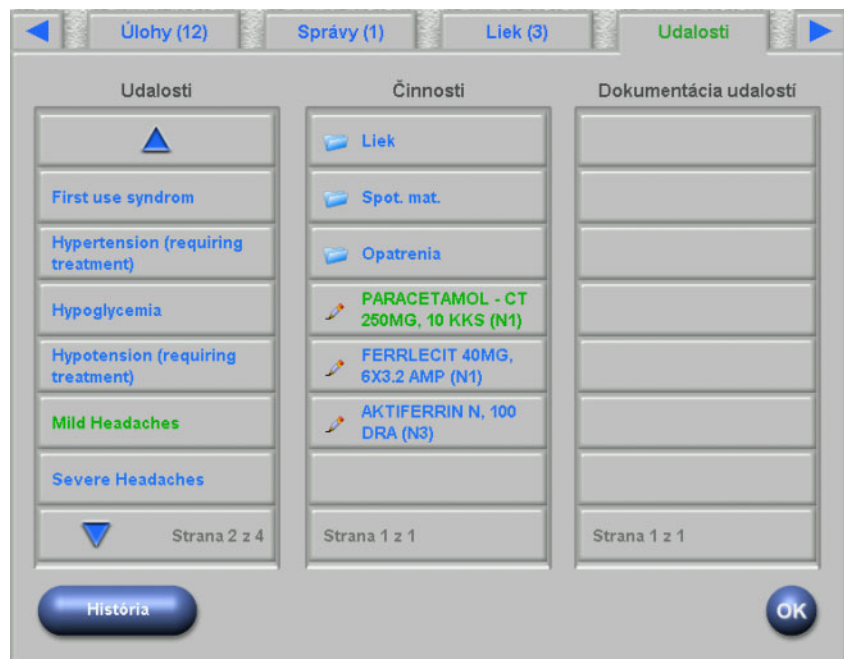 Úlohy (12)
Správy (1)
Liek (3)
Udalosti
Udalosti
Činnosti
Dokumentácia udalostí
First use syndrom
Hypertension (requiring
treatment)
Hypoglycemia
Hypotension (requiring
treatment)
Mild Headaches
Severe Headaches
Strana 2 z 4
Liek
Spot. mat.
Opatrenia
PARACETAMOL - CT
250MG, 10 KKS (N1)
FERRLECIT 40MG,
6X3.2 AMP (N1)
AKTIFERRIN N, 100
DRA (N3)
Strana 1 z 1
Strana 1 z 1
História
OK